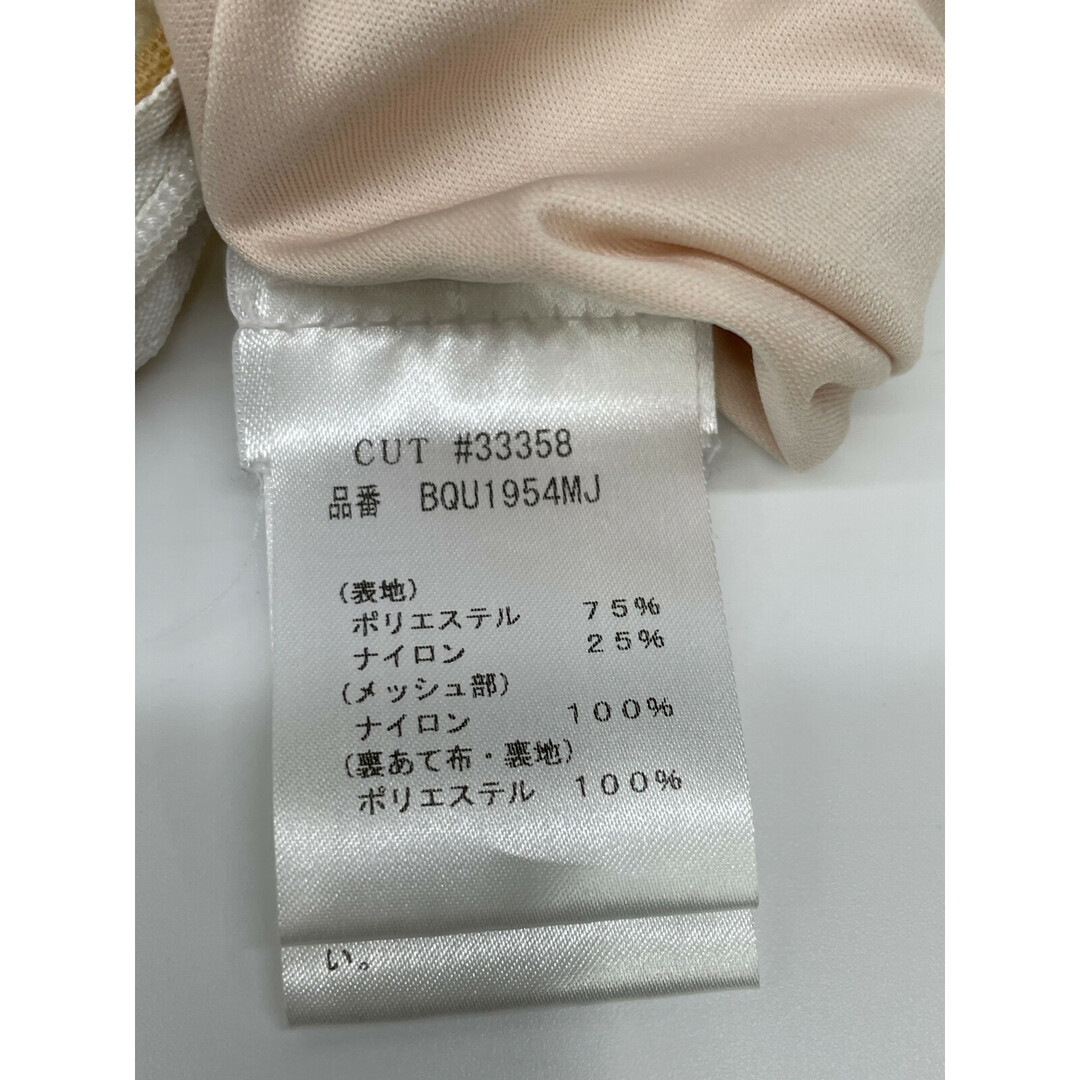 CUT #33358
品番 BQU1954MJ
(表地)
ポリエステル 75%
ナイロン 25%
(メッシュ部)
ナイロン 100%
(裏あて布・裏地)
ポリエステル 100%
い。